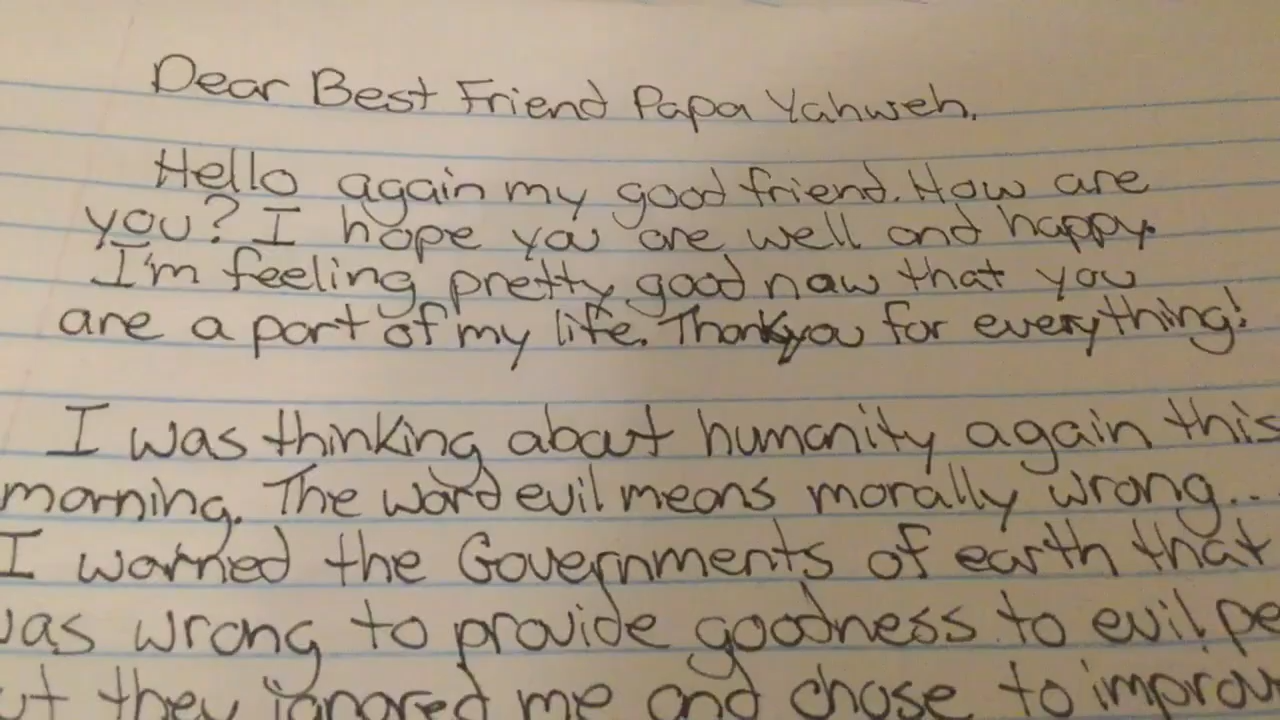 Dear Best Friend Papa Yahweh,
Hello again my good friend. How are
you? I hope you are well and happy.
I'm feeling pretty good now that you
are a part of my life. Thankyou for everything!
I was thinking about humanity again this
morning. The word evil means morally wrong...
I warned the Governments of earth that
was wrong to provide goodness to evil
they ignored me and chose to